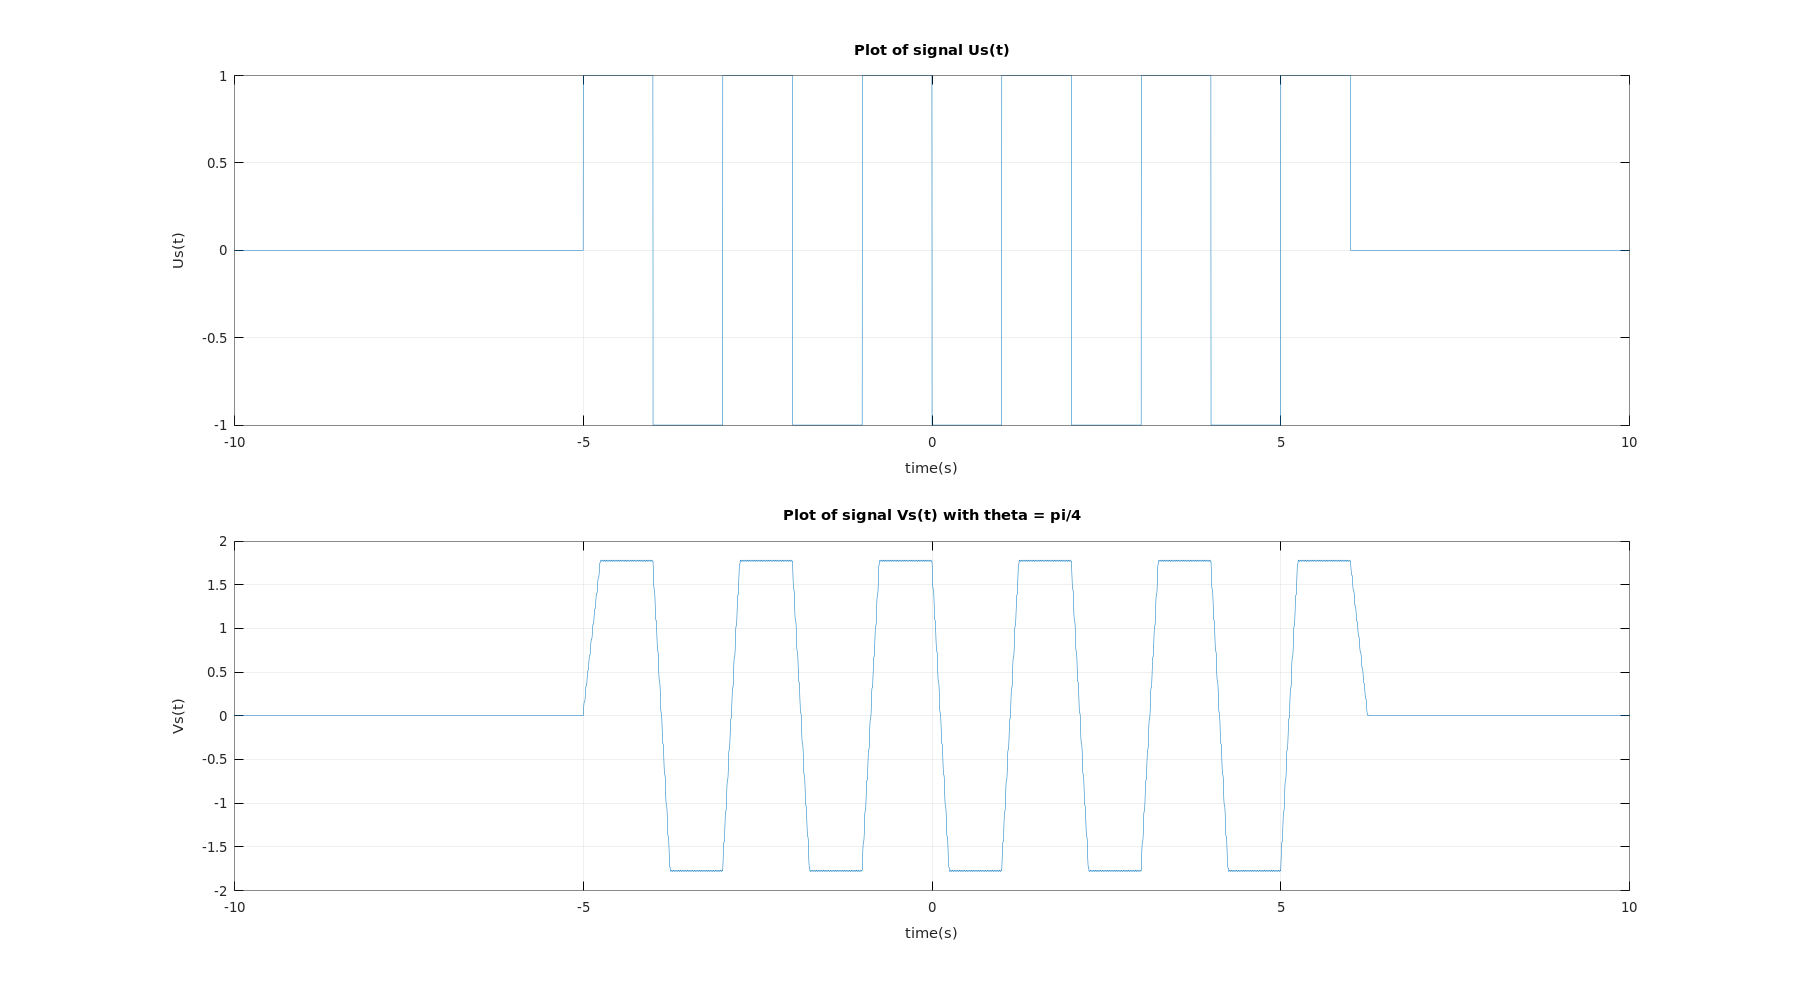 Plot of signal Us(t)
1
0.5
0
-0.5
-1
Us(t)
-10 -5 0 5 10
time(s)
Plot of signal Vs(t) with theta = pi/4
2
1.5
1
0.5
0
-0.5
-1
-1.5
-2
Vs(t)
-10 -5 0 5 10
time(s)